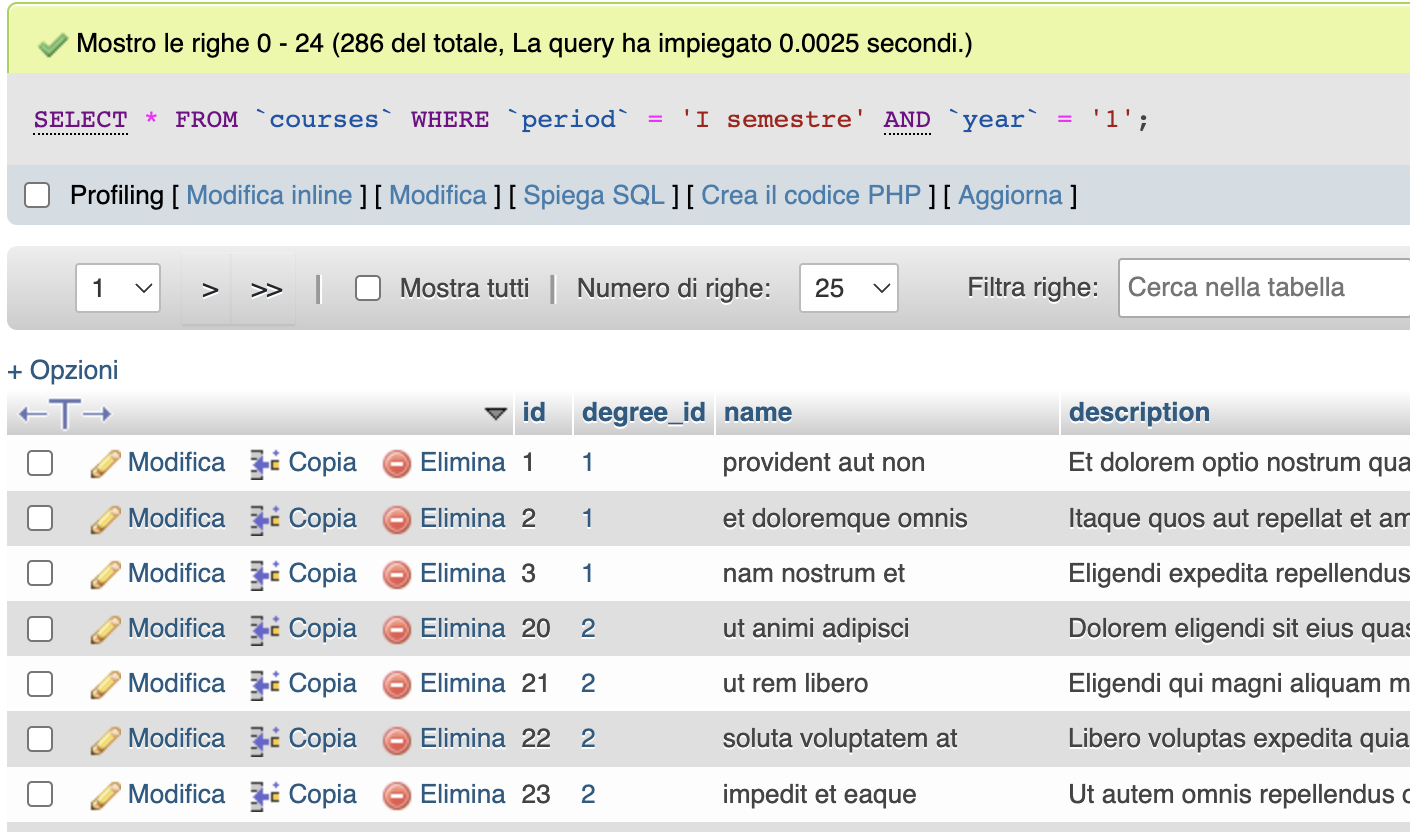 Mostro le righe 0 - 24 (286 del totale, La query ha impiegato 0.0025 secondi.)
SELECT * FROM `courses` WHERE `period` = 'I semestre' AND `year` = '1';
Profiling [ Modifica inline ] [ Modifica ] [ Spiega SQL ] [ Crea il codice PHP ] [ Aggiorna ]
1 > >> | Mostra tutti | Numero di righe: 25 Filtra righe: Cerca nella tabella
+ Opzioni
←T→ id degree_id name description
Modifica Copia Elimina 1 1 provident aut non Et dolorem optio nostrum qua
Modifica Copia Elimina 2 1 et doloremque omnis Itaque quos aut repellat et am
Modifica Copia Elimina 3 1 nam nostrum et Eligendi expedita repellendus
Modifica Copia Elimina 20 2 ut animi adipisci Dolorem eligendi sit eius quas
Modifica Copia Elimina 21 2 ut rem libero Eligendi qui magni aliquam m
Modifica Copia Elimina 22 2 soluta voluptatem at Libero voluptas expedita quia
Modifica Copia Elimina 23 2 impedit et eaque Ut autem omnis repellendus